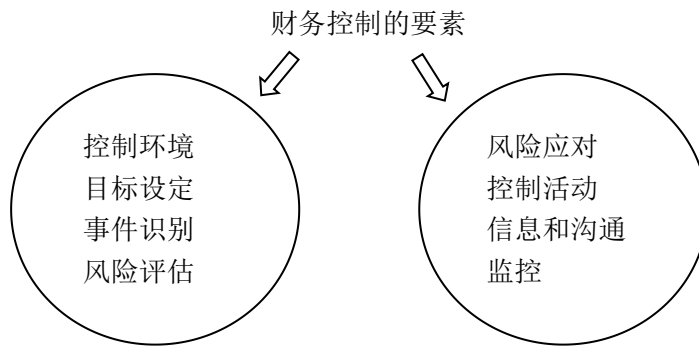 财务控制的要素
控制环境
目标设定
事件识别
风险评估
风险应对
控制活动
信息和沟通
监控